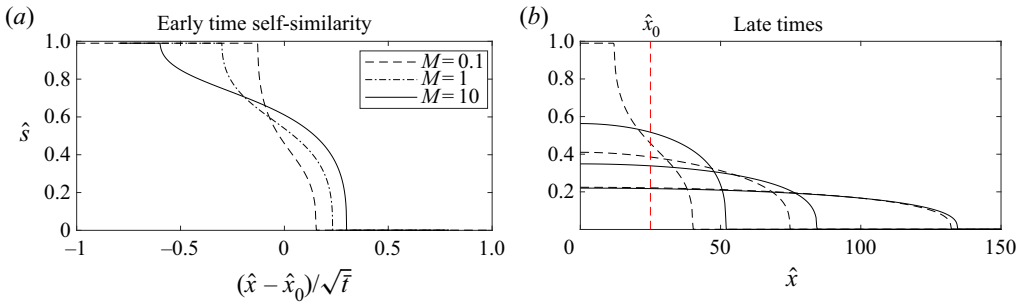 (a) Early time self-similarity
M = 0.1
M = 1
M = 10
ŝ
1.0
0.8
0.6
0.4
0.2
0
−1 −0.5 0 0.5 1.0
(x̂ – x̂₀)/√t̄
(b) x̂₀ Late times
1.0
0.8
0.6
0.4
0.2
0 50 100 150
x̂